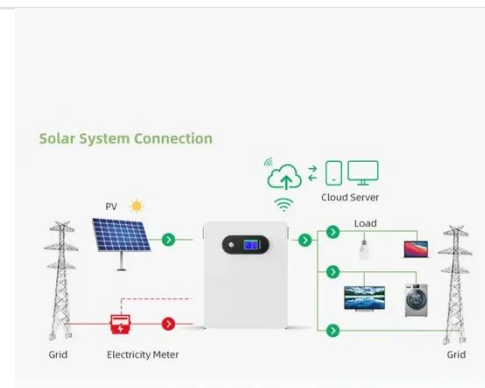 Solar System Connection
Cloud Server
PV
Load
Grid
Electricity Meter
Grid